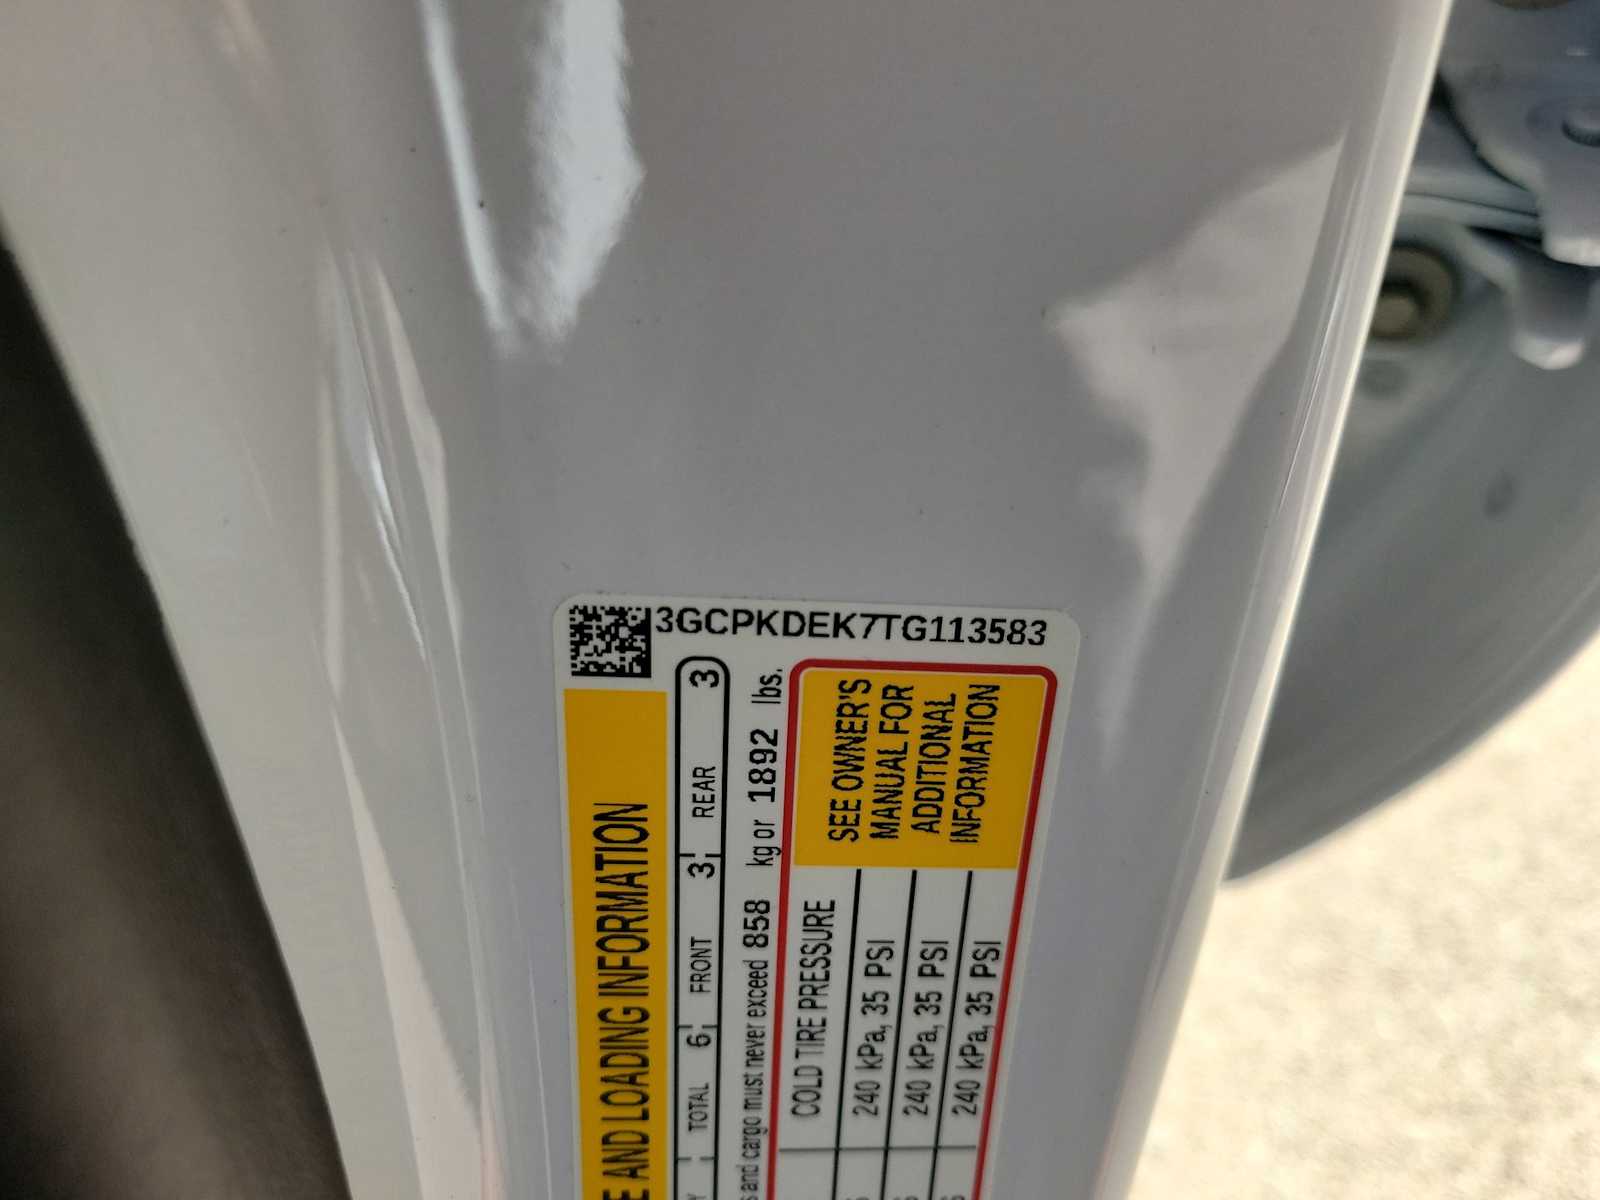 3GCPKDEK7TG113583
E AND LOADING INFORMATION
TOTAL 6 FRONT 3 REAR 3
and cargo must never exceed 858 kg or 1892 lbs.
COLD TIRE PRESSURE
240 kPa, 35 PSI
240 kPa, 35 PSI
240 kPa, 35 PSI
SEE OWNER'S
MANUAL FOR
ADDITIONAL
INFORMATION